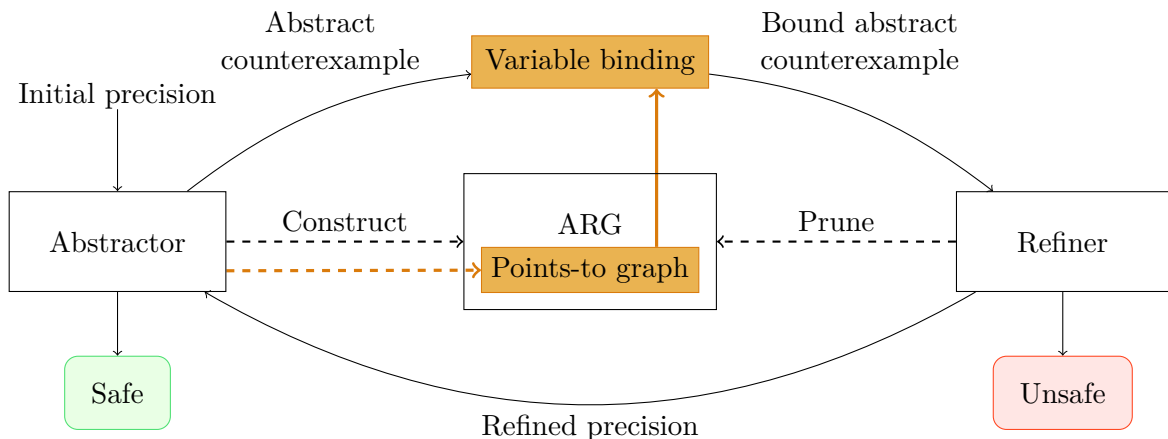 Abstract
counterexample
Variable binding
Bound abstract
counterexample
Initial precision
Abstractor
Construct
ARG
Points-to graph
Prune
Refiner
Safe
Refined precision
Unsafe